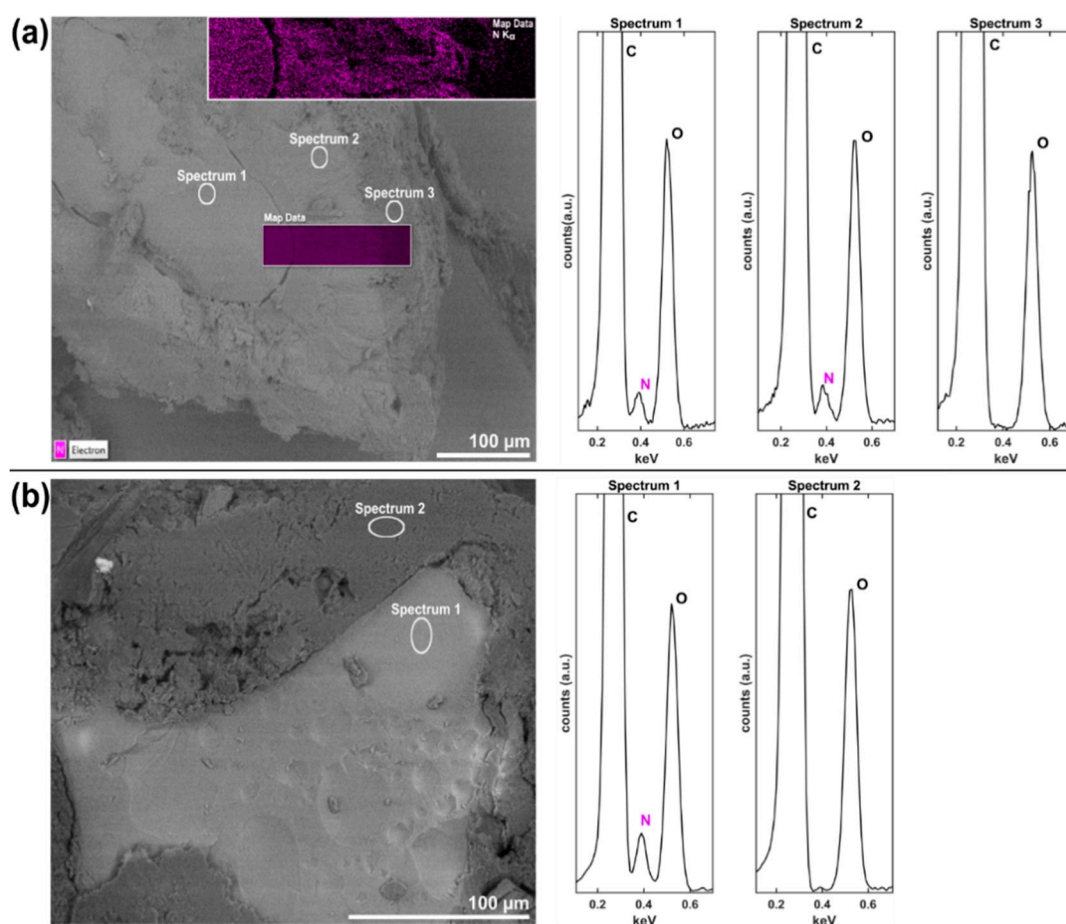 (a)
Map Data
N Kα
Spectrum 2
Spectrum 1
Spectrum 3
Map Data
N
Electron
100 μm
Spectrum 1
C
O
N
counts(a.u.)
0.2 0.4 0.6
keV
Spectrum 2
C
O
N
counts (a.u.)
0.2 0.4 0.6
keV
Spectrum 3
C
O
counts (a.u.)
0.2 0.4 0.6
keV
(b)
Spectrum 2
Spectrum 1
100 μm
Spectrum 1
C
O
N
counts (a.u.)
0.2 0.4 0.6
keV
Spectrum 2
C
O
counts (a.u.)
0.2 0.4 0.6
keV